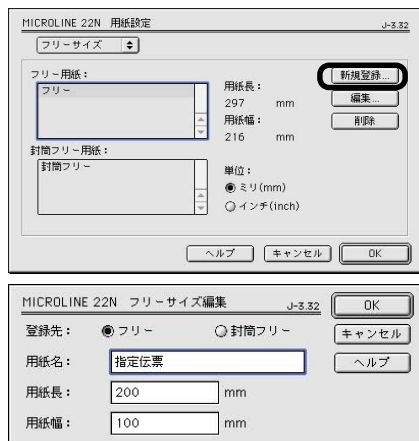 MICROLINE 22N 用紙設定 J-3.32
フリーサイズ
フリー用紙：
フリー
用紙長：
297 mm
用紙幅：
216 mm
新規登録...
編集...
削除
封筒フリー用紙：
封筒フリー
単位：
ミリ(mm)
インチ(inch)
ヘルプ キャンセル OK
MICROLINE 22N フリーサイズ編集 J-3.32
OK
登録先： フリー 封筒フリー
キャンセル
用紙名： 指定伝票
ヘルプ
用紙長： 200 mm
用紙幅： 100 mm